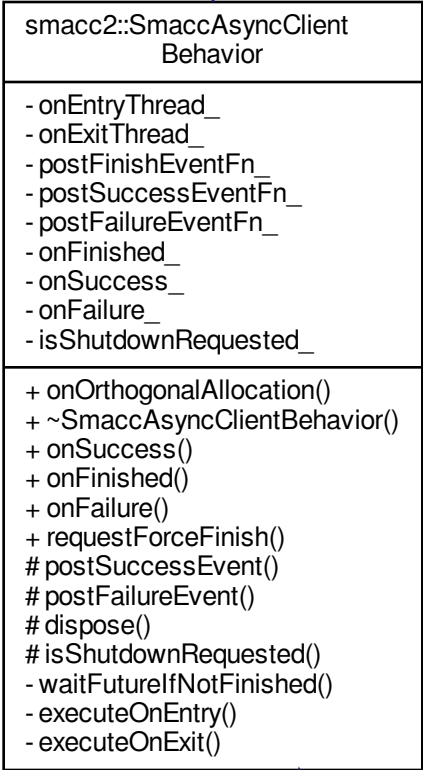 smacc2::SmaccAsyncClient
Behavior
- onEntryThread_
- onExitThread_
- postFinishEventFn_
- postSuccessEventFn_
- postFailureEventFn_
- onFinished_
- onSuccess_
- onFailure_
- isShutdownRequested_
+ onOrthogonalAllocation()
+ ~SmaccAsyncClientBehavior()
+ onSuccess()
+ onFinished()
+ onFailure()
+ requestForceFinish()
# postSuccessEvent()
# postFailureEvent()
# dispose()
# isShutdownRequested()
- waitFutureIfNotFinished()
- executeOnEntry()
- executeOnExit()